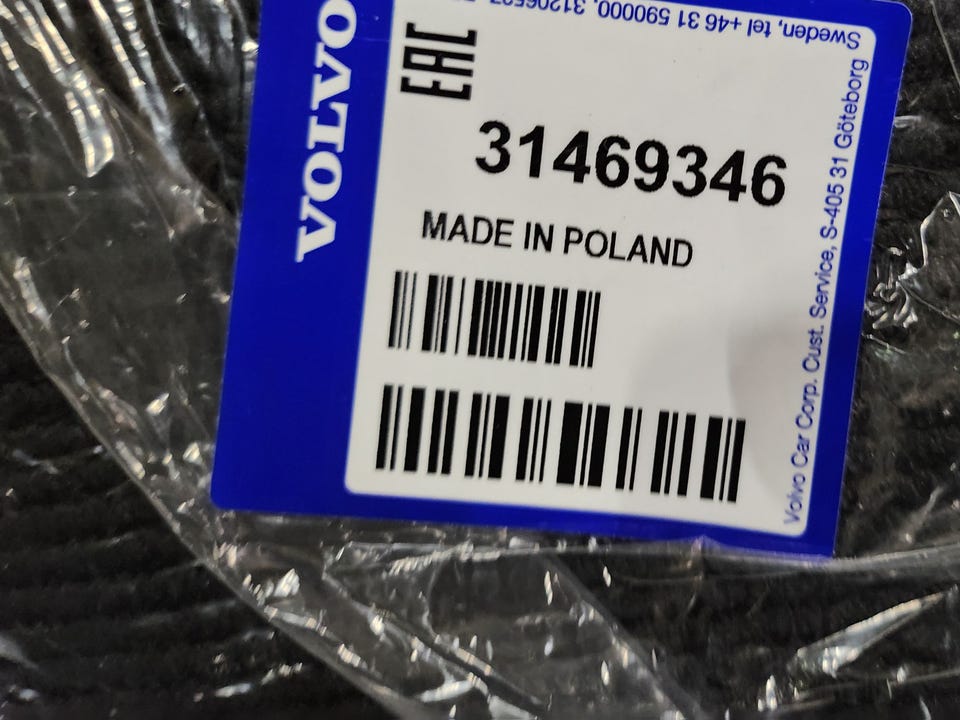 VOLVO
EAC
31469346
MADE IN POLAND
Volvo Car Corp. Cust. Service, S-405 31 Göteborg
Sweden, tel +46 31 590000,